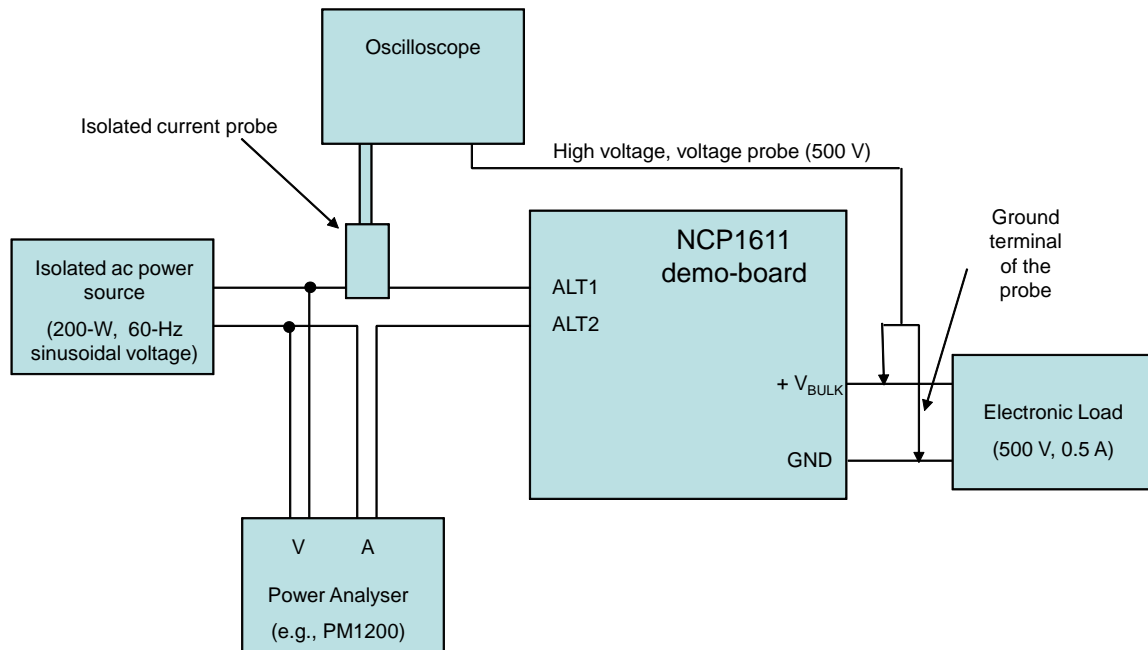 Oscilloscope
Isolated current probe
High voltage, voltage probe (500 V)
NCP1611
demo-board
Ground
terminal
of the
probe
Isolated ac power
source
(200-W, 60-Hz
sinusoidal voltage)
ALT1
ALT2
+ VBULK
GND
Electronic Load
(500 V, 0.5 A)
V A
Power Analyser
(e.g., PM1200)